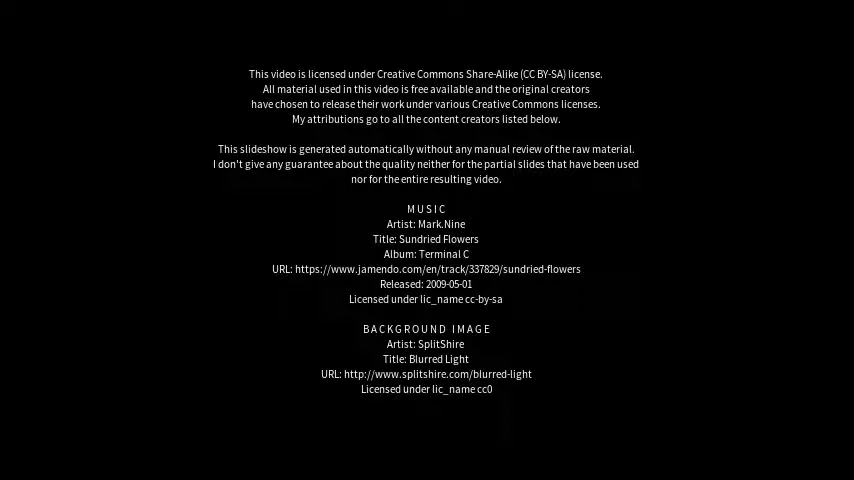 This video is licensed under Creative Commons Share-Alike (CC BY-SA) license.
All material used in this video is free available and the original creators
have chosen to release their work under various Creative Commons licenses.
My attributions go to all the content creators listed below.
This slideshow is generated automatically without any manual review of the raw material.
I don't give any guarantee about the quality neither for the partial slides that have been used
nor for the entire resulting video.
MUSIC
Artist: Mark.Nine
Title: Sundried Flowers
Album: Terminal C
URL: https://www.jamendo.com/en/track/337829/sundried-flowers
Released: 2009-05-01
Licensed under lic_name cc-by-sa
BACKGROUND IMAGE
Artist: SplitShire
Title: Blurred Light
URL: http://www.splitshire.com/blurred-light
Licensed under lic_name cc0